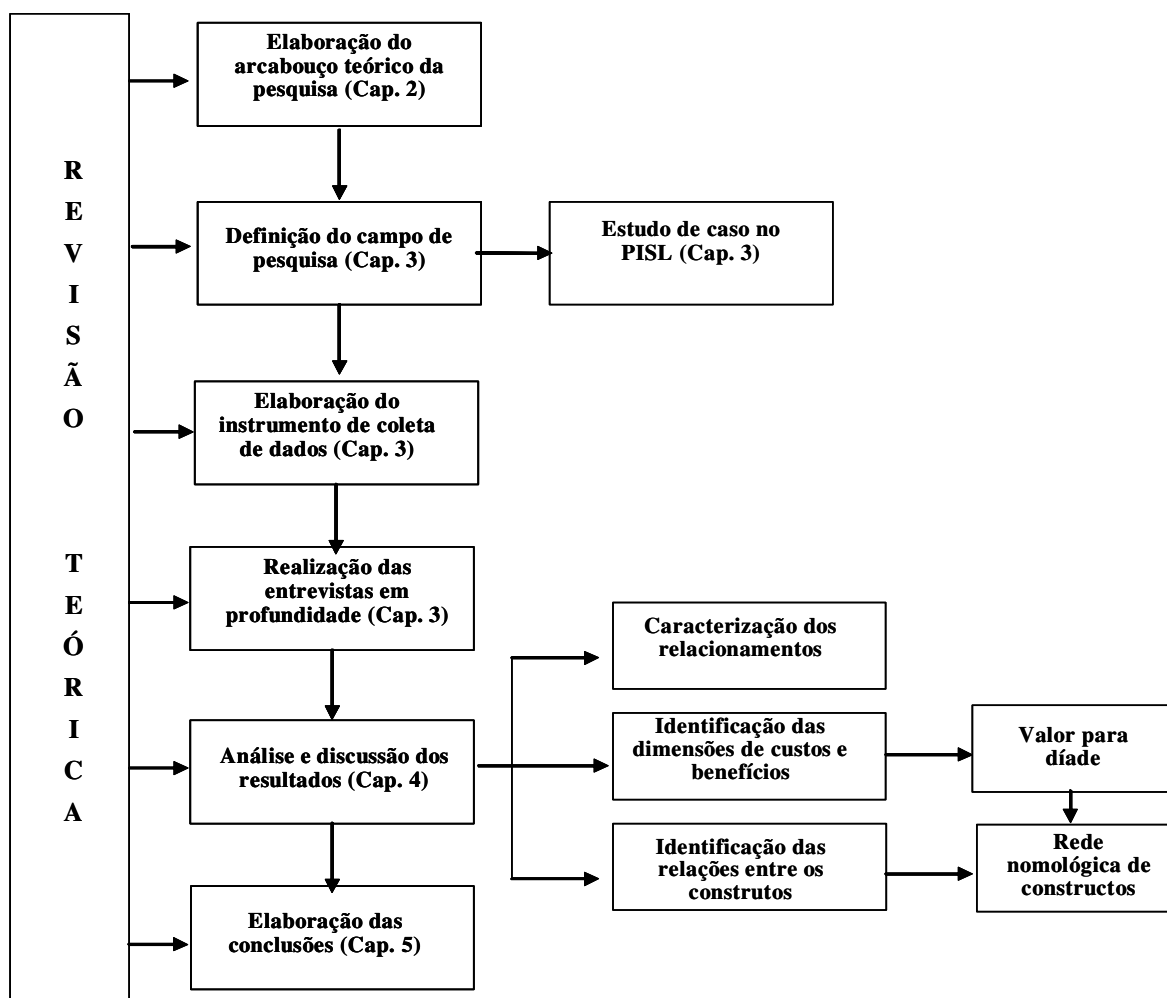 REVISÃO
TEÓRICA
Elaboração do
arcabouço teórico da
pesquisa (Cap. 2)
Definição do campo de
pesquisa (Cap. 3)
Estudo de caso no
PISL (Cap. 3)
Elaboração do
instrumento de coleta
de dados (Cap. 3)
Realização das
entrevistas em
profundidade (Cap. 3)
Análise e discussão dos
resultados (Cap. 4)
Caracterização dos
relacionamentos
Identificação das
dimensões de custos e
benefícios
Valor para
díade
Identificação das
relações entre os
construtos
Rede
nomológica de
constructos
Elaboração das
conclusões (Cap. 5)